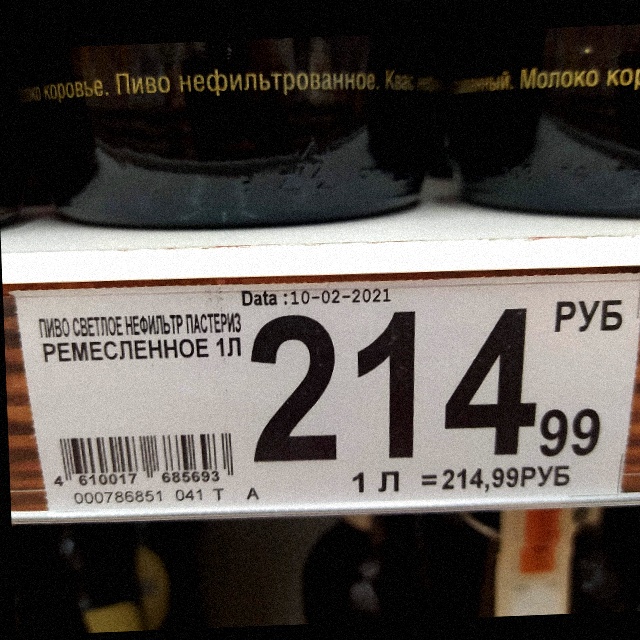 коровье. Пиво нефильтрованное. Квас
Молоко
Data :10-02-2021
ПИВО СВЕТЛОЕ НЕФИЛЬТР ПАСТЕРИЗ
РЕМЕСЛЕННОЕ 1Л
214 99 РУБ
4 610017 685693
1 Л =214,99РУБ
000786851 041 Т А